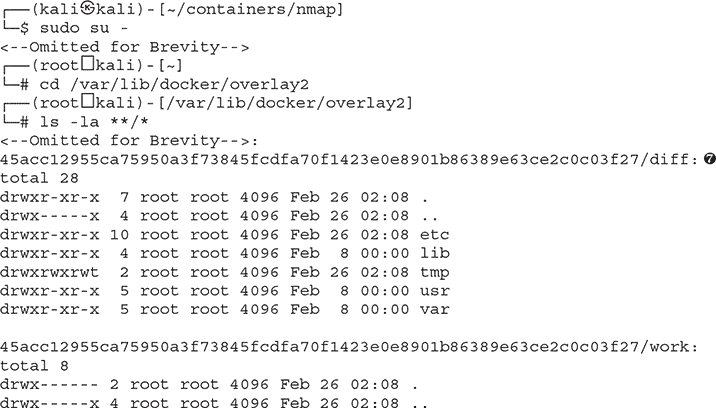 ┌──(kali㉿kali)-[~/containers/nmap]
└─$ sudo su -
<--Omitted for Brevity-->
┌──(root□kali)-[~]
└─# cd /var/lib/docker/overlay2
┌──(root□kali)-[/var/lib/docker/overlay2]
└─# ls -la **/*
<--Omitted for Brevity-->:
45acc12955ca75950a3f73845fcdfa70f1423e0e8901b86389e63ce2c0c03f27/diff: ❼
total 28
drwxr-xr-x  7 root root 4096 Feb 26 02:08 .
drwx-----x  4 root root 4096 Feb 26 02:08 ..
drwxr-xr-x 10 root root 4096 Feb 26 02:08 etc
drwxr-xr-x  4 root root 4096 Feb  8 00:00 lib
drwxrwxrwt  2 root root 4096 Feb 26 02:08 tmp
drwxr-xr-x  5 root root 4096 Feb  8 00:00 usr
drwxr-xr-x  5 root root 4096 Feb  8 00:00 var

45acc12955ca75950a3f73845fcdfa70f1423e0e8901b86389e63ce2c0c03f27/work:
total 8
drwx------ 2 root root 4096 Feb 26 02:08 .
drwx-----x 4 root root 4096 Feb 26 02:08 ..